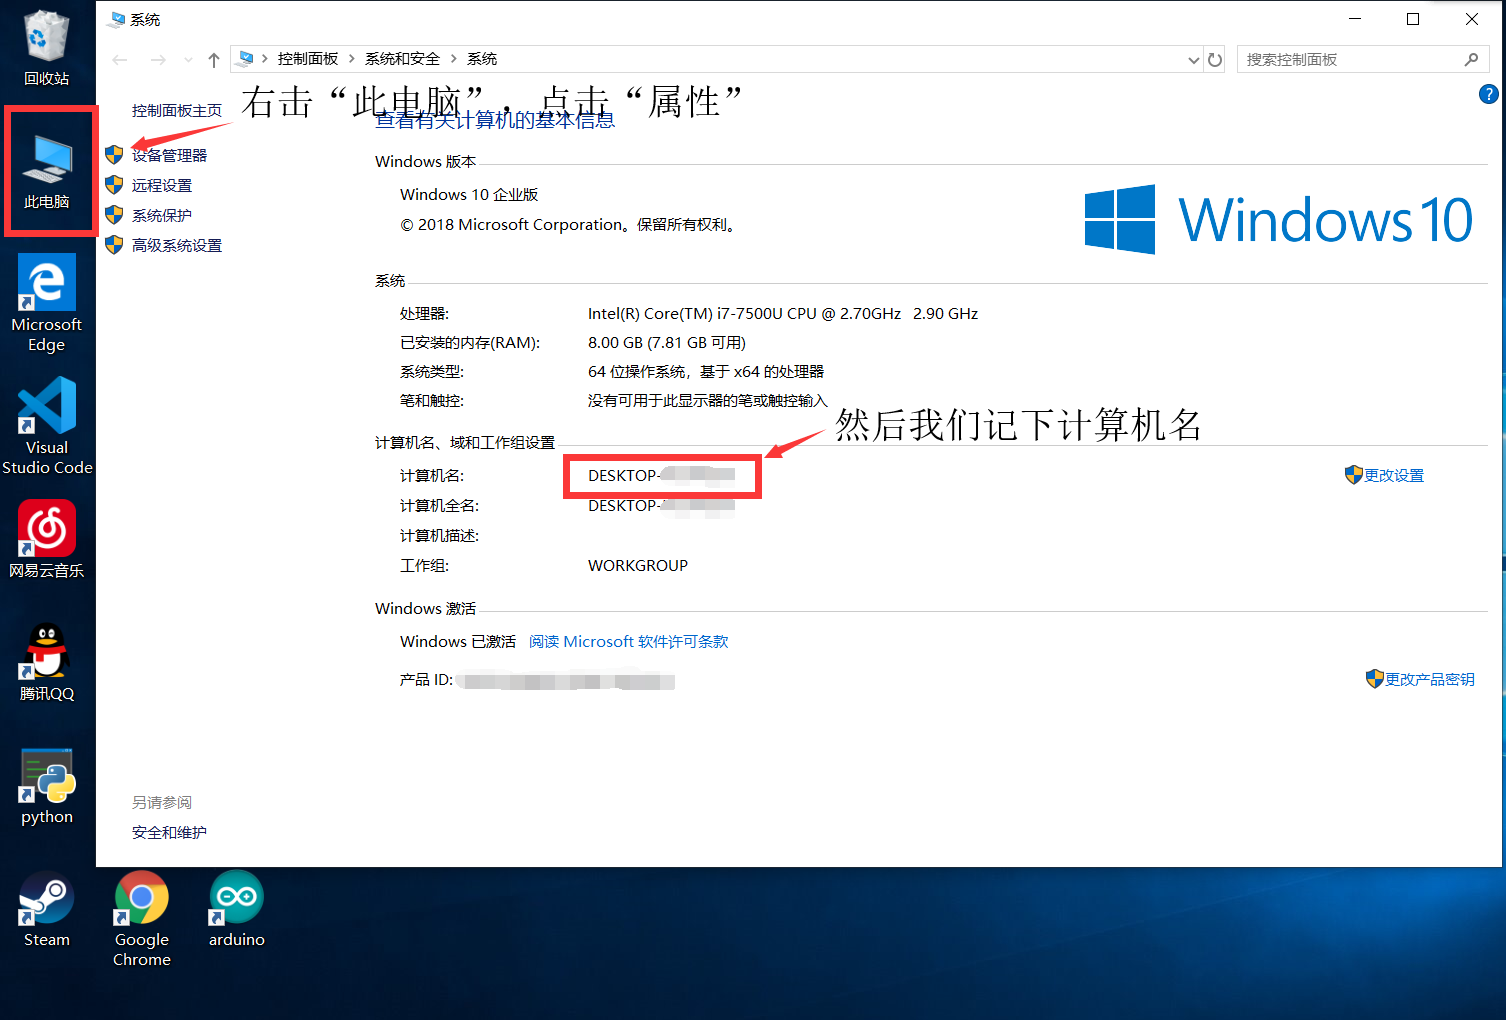 回收站
此电脑
Microsoft
Edge
Visual
Studio Code
网易云音乐
腾讯QQ
python
Steam
Google
Chrome
arduino
系统
控制面板 系统和安全 系统
搜索控制面板
?
右击“此电脑”，点击“属性”
控制面板主页
设备管理器
远程设置
系统保护
高级系统设置
查看有关计算机的基本信息
Windows 版本
Windows 10 企业版
© 2018 Microsoft Corporation。保留所有权利。
Windows 10
系统
处理器: Intel(R) Core(TM) i7-7500U CPU @ 2.70GHz 2.90 GHz
已安装的内存(RAM): 8.00 GB (7.81 GB 可用)
系统类型: 64 位操作系统，基于 x64 的处理器
笔和触控: 没有可用于此显示器的笔或触控输入
然后我们记下计算机名
计算机名、域和工作组设置
计算机名: DESKTOP- 更改设置
计算机全名: DESKTOP-
计算机描述:
工作组: WORKGROUP
Windows 激活
Windows 已激活 阅读 Microsoft 软件许可条款
产品 ID: 更改产品密钥
另请参阅
安全和维护